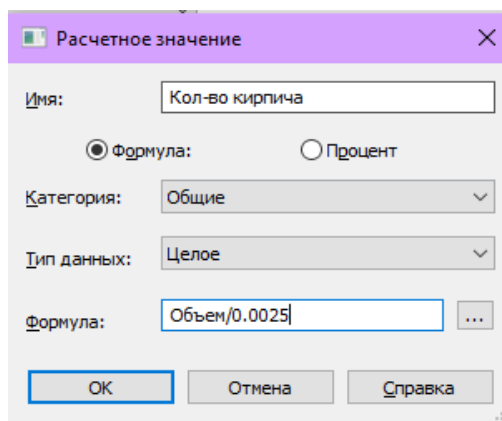 Расчетное значение
Имя: Кол-во кирпича
Формула: Процент
Категория: Общие
Тип данных: Целое
Формула: Объем/0.0025 ...
ОК Отмена Справка